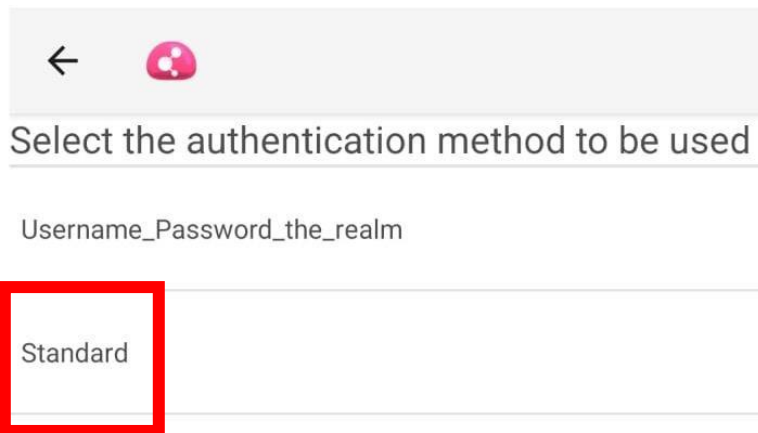 Select the authentication method to be used
Username_Password_the_realm
Standard